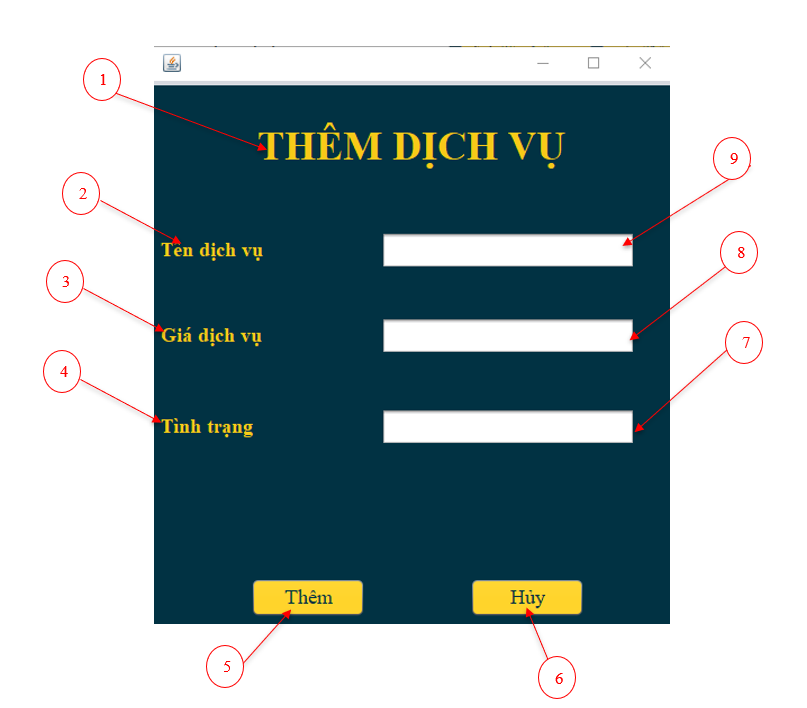 1
THÊM DỊCH VỤ
9
2
Tên dịch vụ
8
3
Giá dịch vụ
7
4
Tình trạng
Thêm
Hủy
5
6